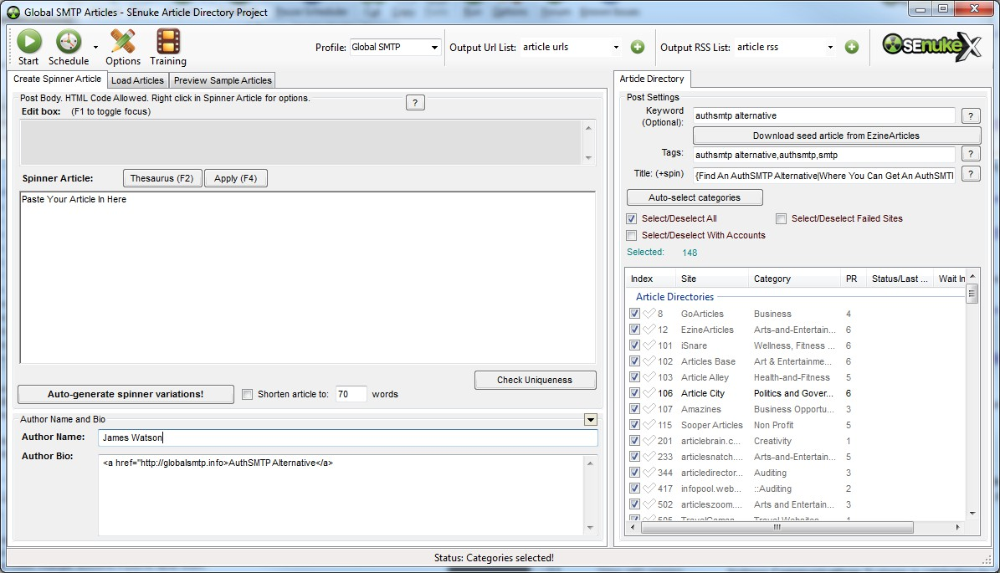 Global SMTP Articles - SEnuke Article Directory Project
Start
Schedule
Options
Training
Profile: Global SMTP
Output Url List: article urls
Output RSS List: article rss
SEnukeX
Create Spinner Article
Load Articles
Preview Sample Articles
Post Body. HTML Code Allowed. Right click in Spinner Article for options.
Edit box: (F1 to toggle focus)
?
Spinner Article:
Thesaurus (F2)
Apply (F4)
Paste Your Article In Here
Check Uniqueness
Auto-generate spinner variations!
Shorten article to: 70 words
Author Name and Bio
Author Name: James Watson
Author Bio:
<a href="http://globalsmtp.info>AuthSMTP Alternative</a>
Article Directory
Post Settings
Keyword (Optional): authsmtp alternative ?
Download seed article from EzineArticles
Tags: authsmtp alternative,authsmtp,smtp ?
Title: (+spin) {Find An AuthSMTP Alternative|Where You Can Get An AuthSMTI ?
Auto-select categories
Select/Deselect All
Select/Deselect Failed Sites
Select/Deselect With Accounts
Selected: 148
Index Site Category PR Status/Last ... Wait In
Article Directories
8 GoArticles Business 4
12 EzineArticles Arts-and-Entertain... 6
101 iSnare Wellness, Fitness ... 6
102 Articles Base Art & Entertainme... 6
103 Article Alley Health-and-Fitness 5
106 Article City Politics and Gover... 6
107 Amazines Business Opportu... 3
115 Sooper Articles Non Profit 5
201 articlebrain.c... Creativity 1
233 articlesnatch.... Arts-and-Entertain... 5
344 articledirector... Auditing 3
417 infopool.web... ::Auditing 2
502 articleszoom.... Arts and Entertain... 3
Status: Categories selected!